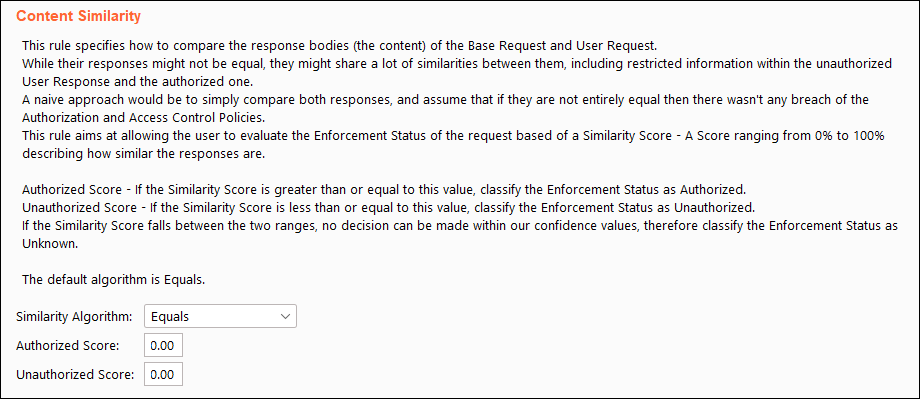 Content Similarity
This rule specifies how to compare the response bodies (the content) of the Base Request and User Request.
While their responses might not be equal, they might share a lot of similarities between them, including restricted information within the unauthorized
User Response and the authorized one.
A naive approach would be to simply compare both responses, and assume that if they are not entirely equal then there wasn't any breach of the
Authorization and Access Control Policies.
This rule aims at allowing the user to evaluate the Enforcement Status of the request based of a Similarity Score - A Score ranging from 0% to 100%
describing how similar the responses are.
Authorized Score - If the Similarity Score is greater than or equal to this value, classify the Enforcement Status as Authorized.
Unauthorized Score - If the Similarity Score is less than or equal to this value, classify the Enforcement Status as Unauthorized.
If the Similarity Score falls between the two ranges, no decision can be made within our confidence values, therefore classify the Enforcement Status as
Unknown.
The default algorithm is Equals.
Similarity Algorithm: Equals
Authorized Score: 0.00
Unauthorized Score: 0.00